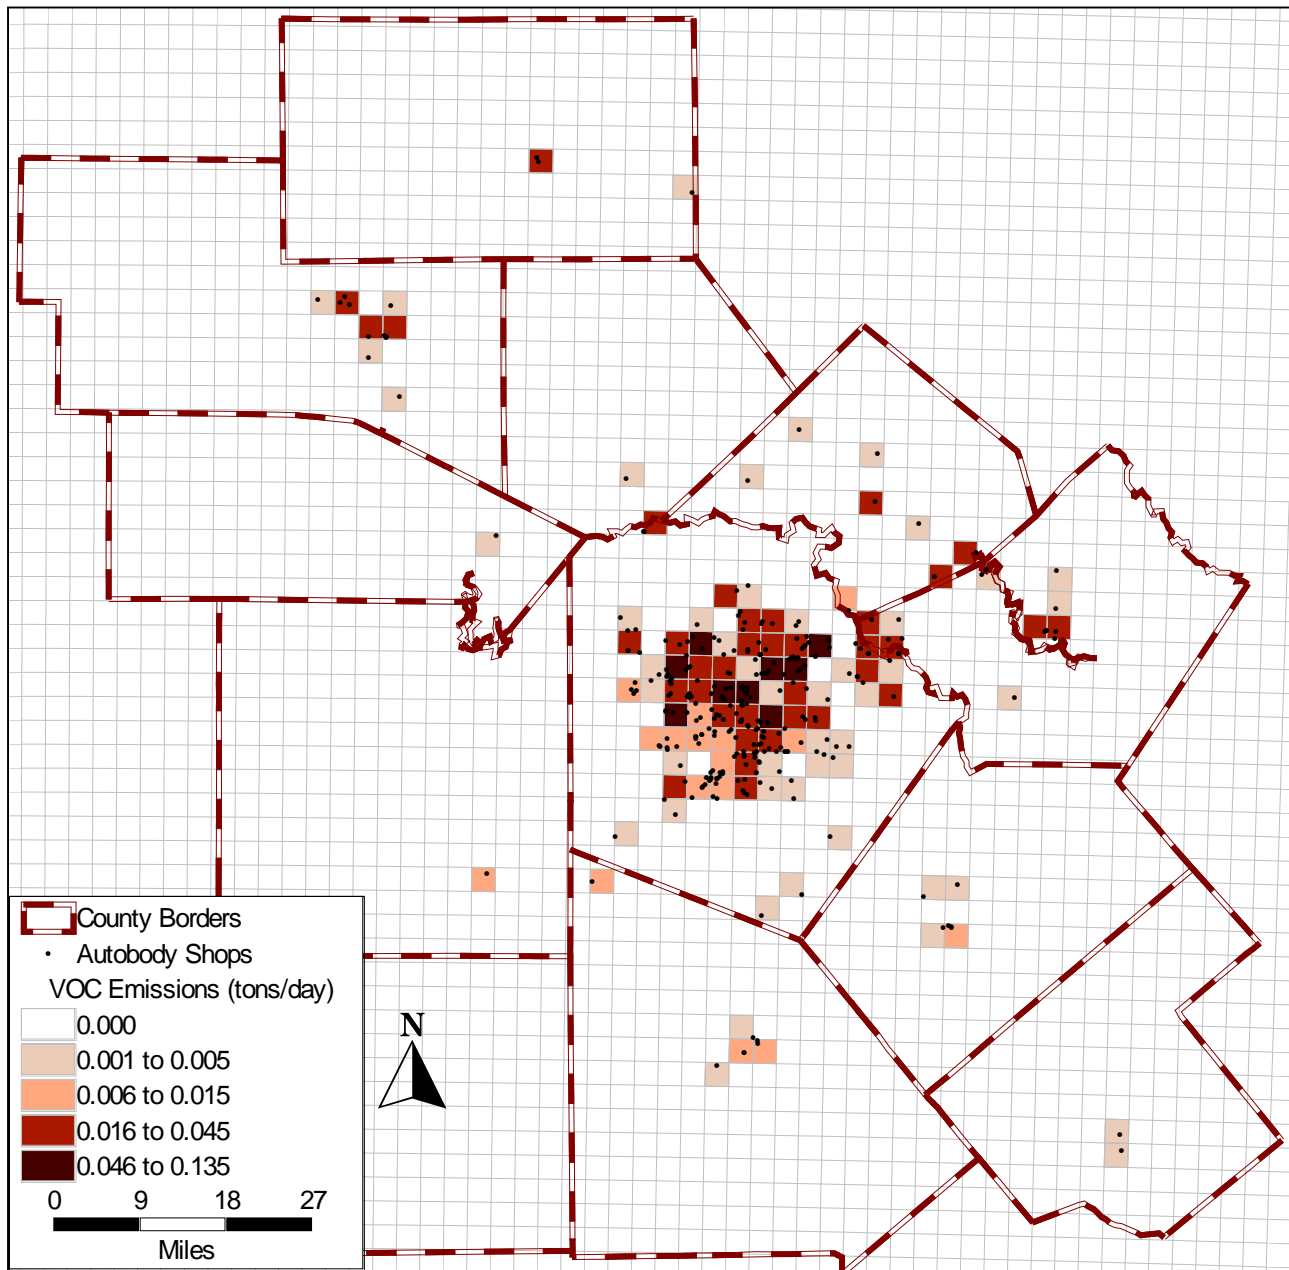 County Borders
Autobody Shops
VOC Emissions (tons/day)
0.000
0.001 to 0.005
0.006 to 0.015
0.016 to 0.045
0.046 to 0.135
0 9 18 27
Miles
N